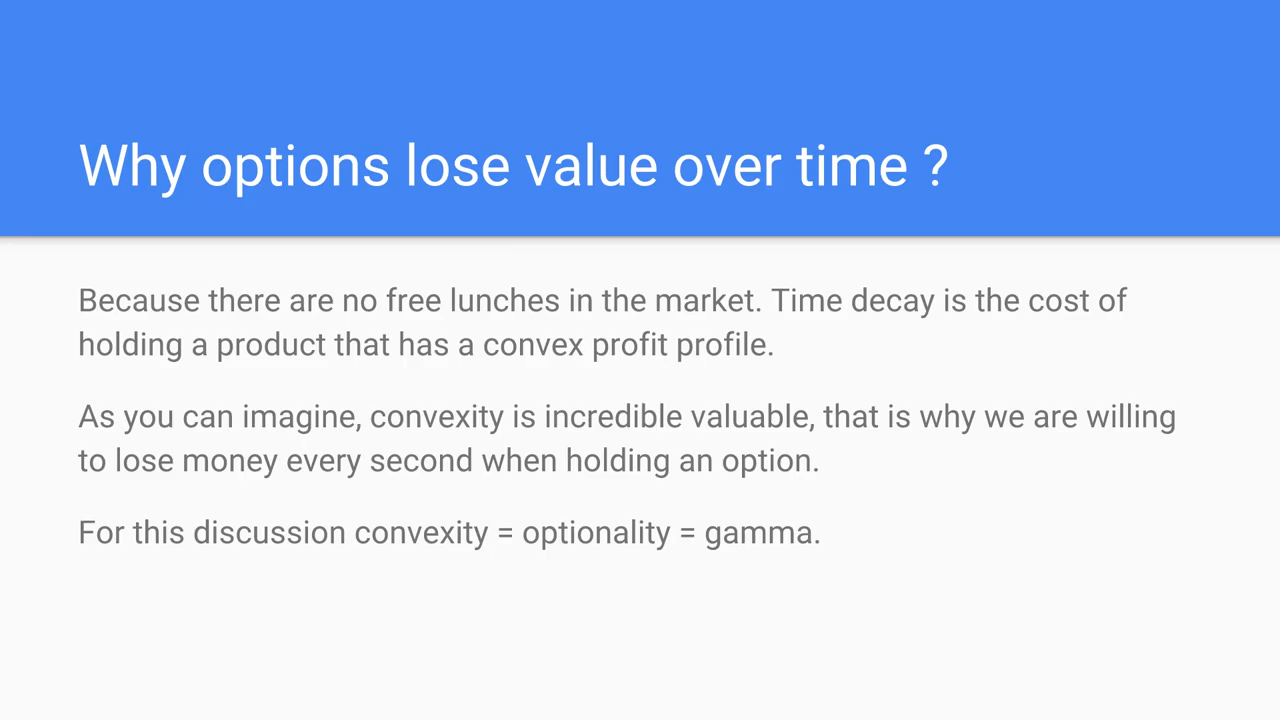 Why options lose value over time ?
Because there are no free lunches in the market. Time decay is the cost of
holding a product that has a convex profit profile.
As you can imagine, convexity is incredible valuable, that is why we are willing
to lose money every second when holding an option.
For this discussion convexity = optionality = gamma.